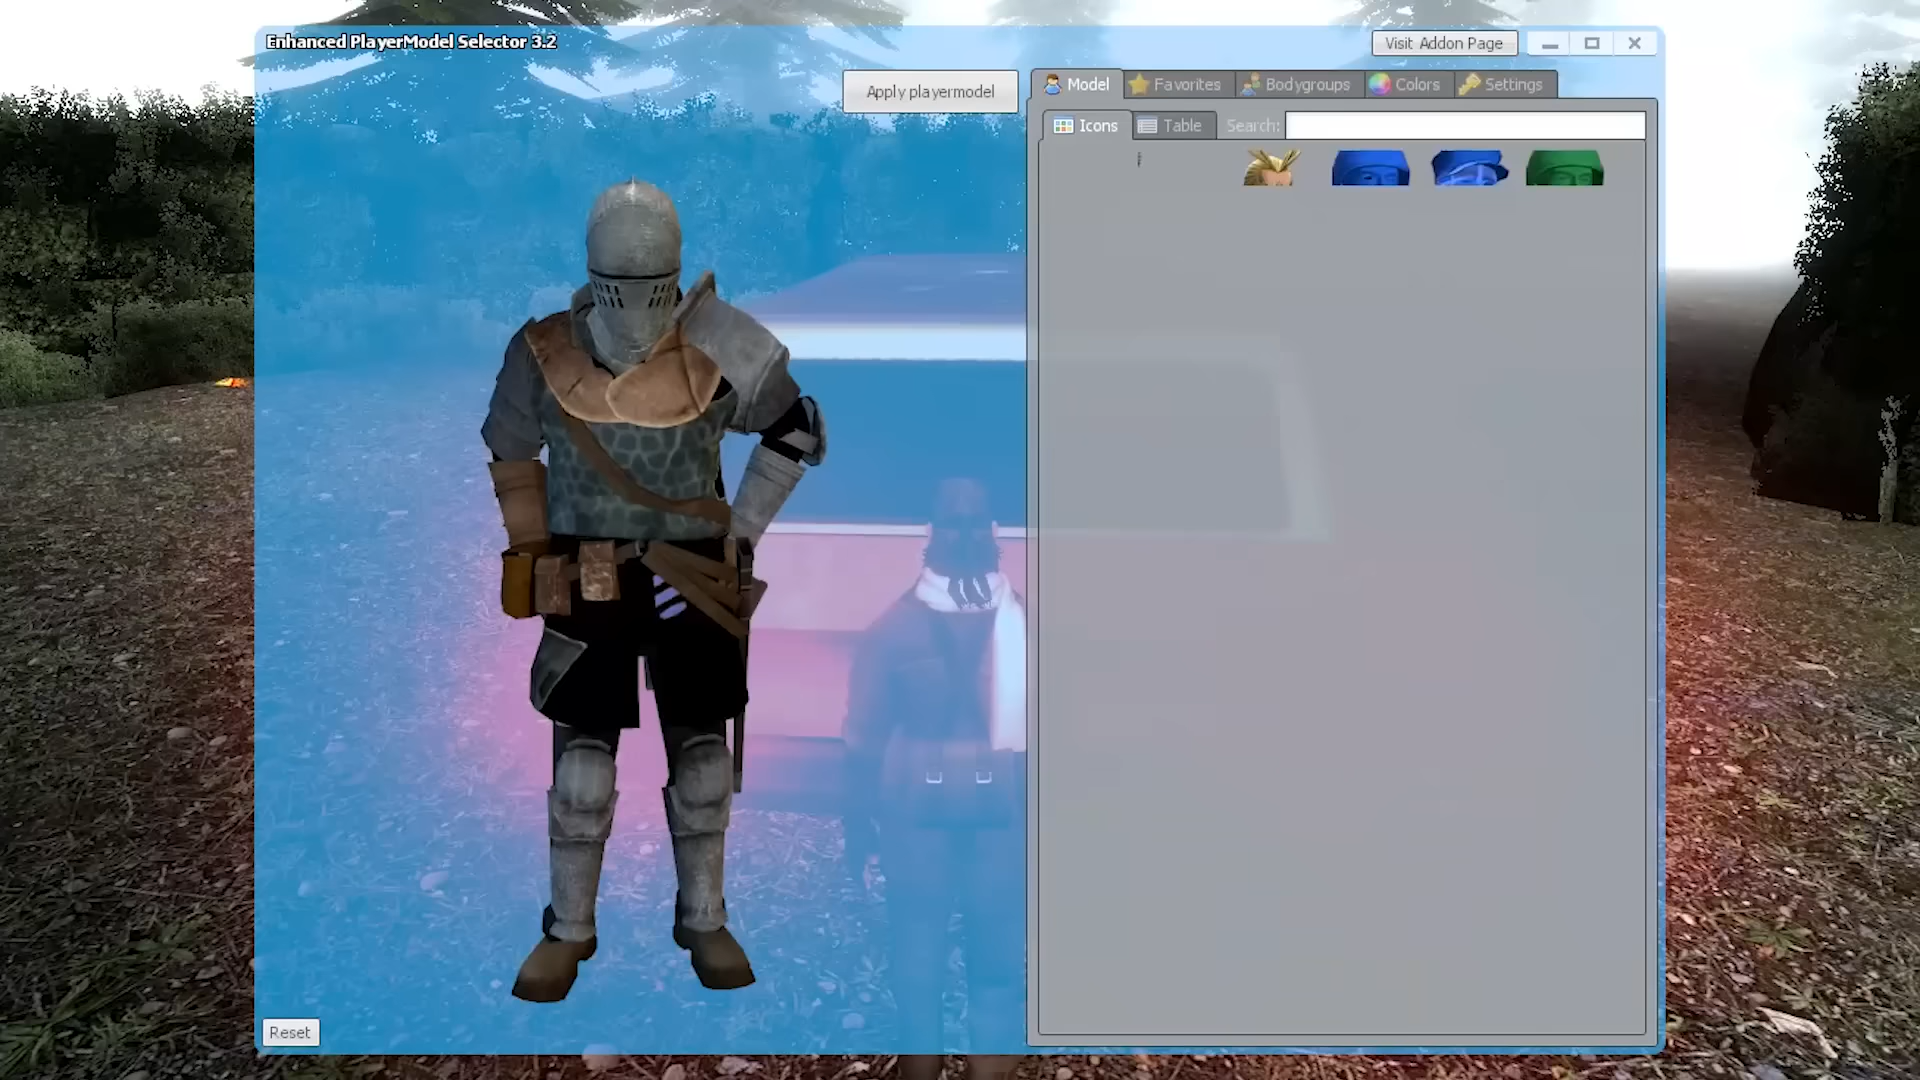 Enhanced PlayerModel Selector 3.2
Visit Addon Page
Apply playermodel
Model
Favorites
Bodygroups
Colors
Settings
Icons
Table
Search:
Reset